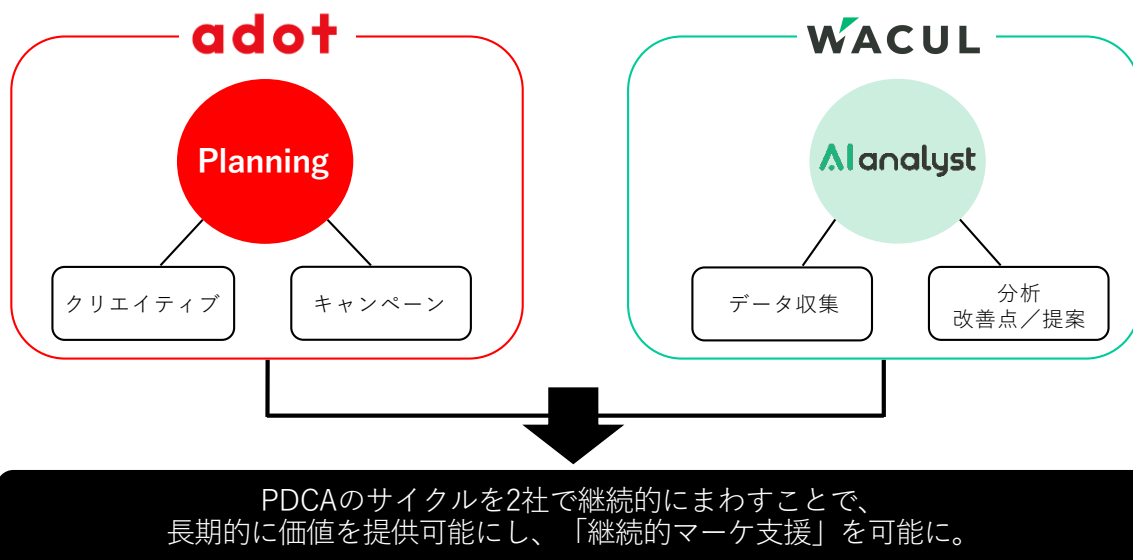 adot
Planning
クリエイティブ
キャンペーン
WACUL
AI analyst
データ収集
分析
改善点／提案
PDCAのサイクルを2社で継続的にまわすことで、
長期的に価値を提供可能にし、「継続的マーケ支援」を可能に。